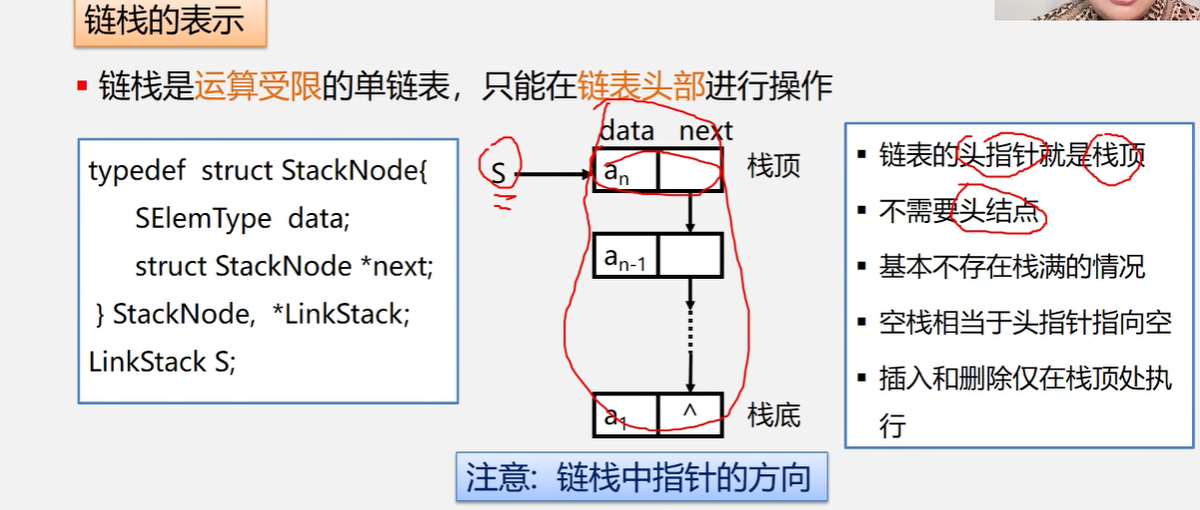 链栈的表示
▪ 链栈是运算受限的单链表，只能在链表头部进行操作
typedef struct StackNode{
SElemType data;
struct StackNode *next;
} StackNode, *LinkStack;
LinkStack S;
data next
S
an
栈顶
an-1
a1 ^
栈底
▪ 链表的头指针就是栈顶
▪ 不需要头结点
▪ 基本不存在栈满的情况
▪ 空栈相当于头指针指向空
▪ 插入和删除仅在栈顶处执
行
注意: 链栈中指针的方向